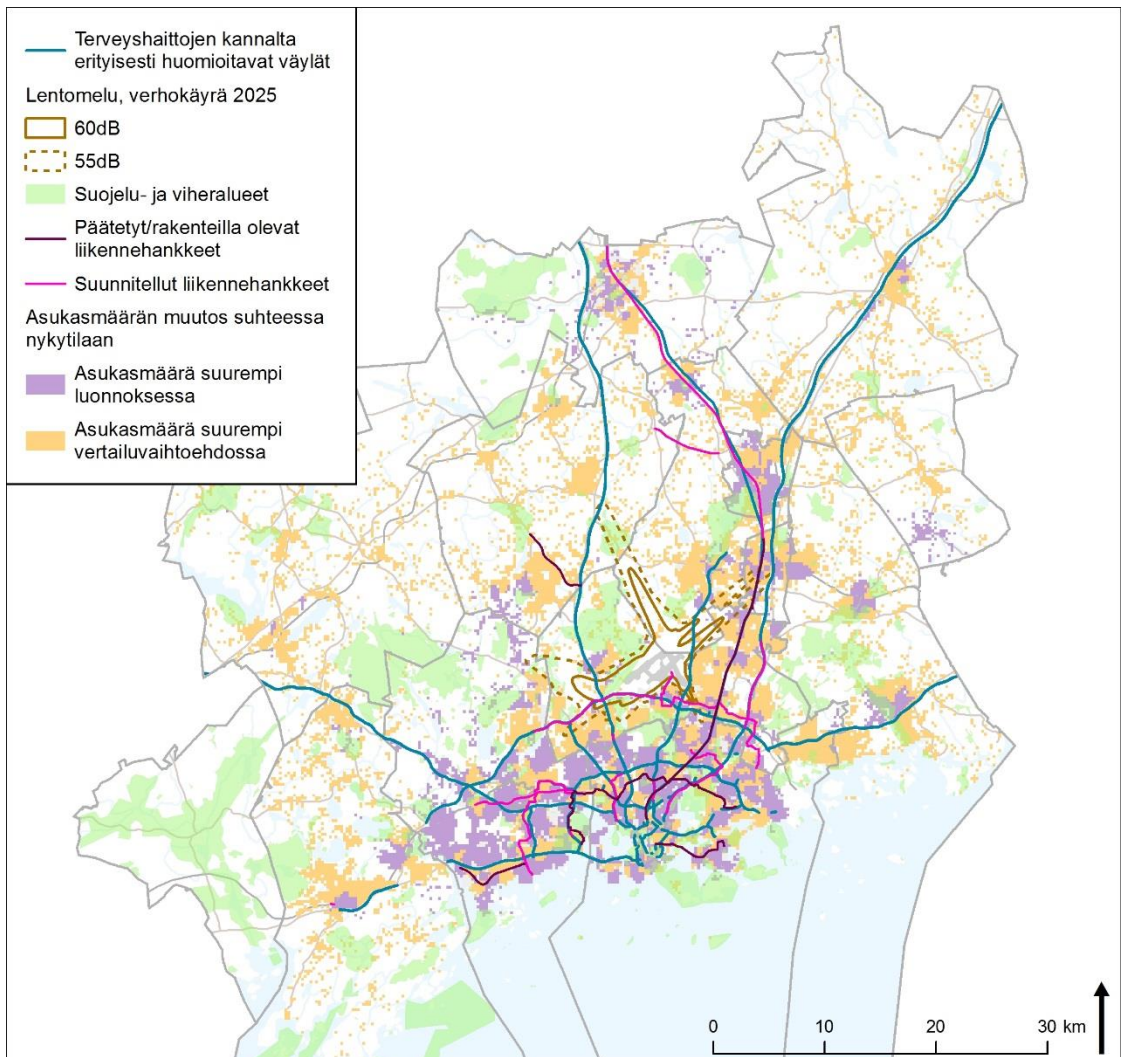 Terveyshaittojen kannalta
erityisesti huomioitavat väylät
Lentomelu, verhokäyrä 2025
60dB
55dB
Suojelu- ja viheralueet
Päätetyt/rakenteilla olevat
liikennehankkeet
Suunnitellut liikennehankkeet
Asukasmäärän muutos suhteessa
nykytilaan
Asukasmäärä suurempi
luonnoksessa
Asukasmäärä suurempi
vertailuvaihtoehdossa
0 10 20 30 km